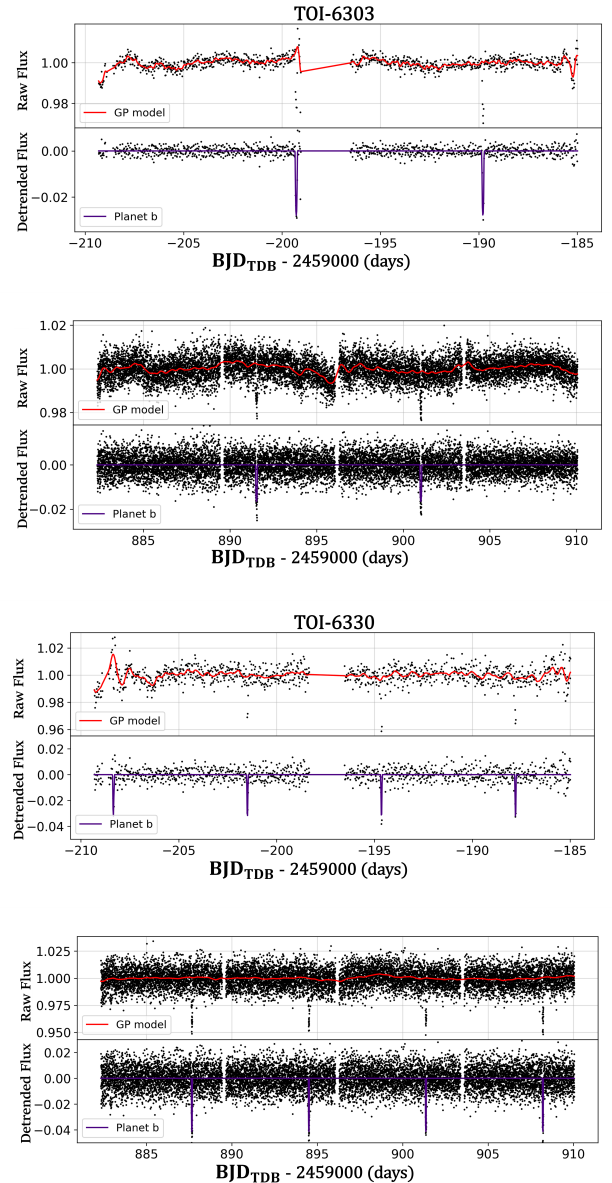 TOI-6303
Raw Flux
1.00
0.98
GP model
Detrended Flux
0.00
−0.02
Planet b
−210 −205 −200 −195 −190 −185
BJD_TDB - 2459000 (days)
Raw Flux
1.02
1.00
0.98
GP model
Detrended Flux
0.00
−0.02
Planet b
885 890 895 900 905 910
BJD_TDB - 2459000 (days)
TOI-6330
Raw Flux
1.02
1.00
0.98
0.96
GP model
Detrended Flux
0.02
0.00
−0.02
−0.04
Planet b
−210 −205 −200 −195 −190 −185
BJD_TDB - 2459000 (days)
Raw Flux
1.025
1.000
0.975
0.950
GP model
Detrended Flux
0.02
0.00
−0.02
−0.04
Planet b
885 890 895 900 905 910
BJD_TDB - 2459000 (days)